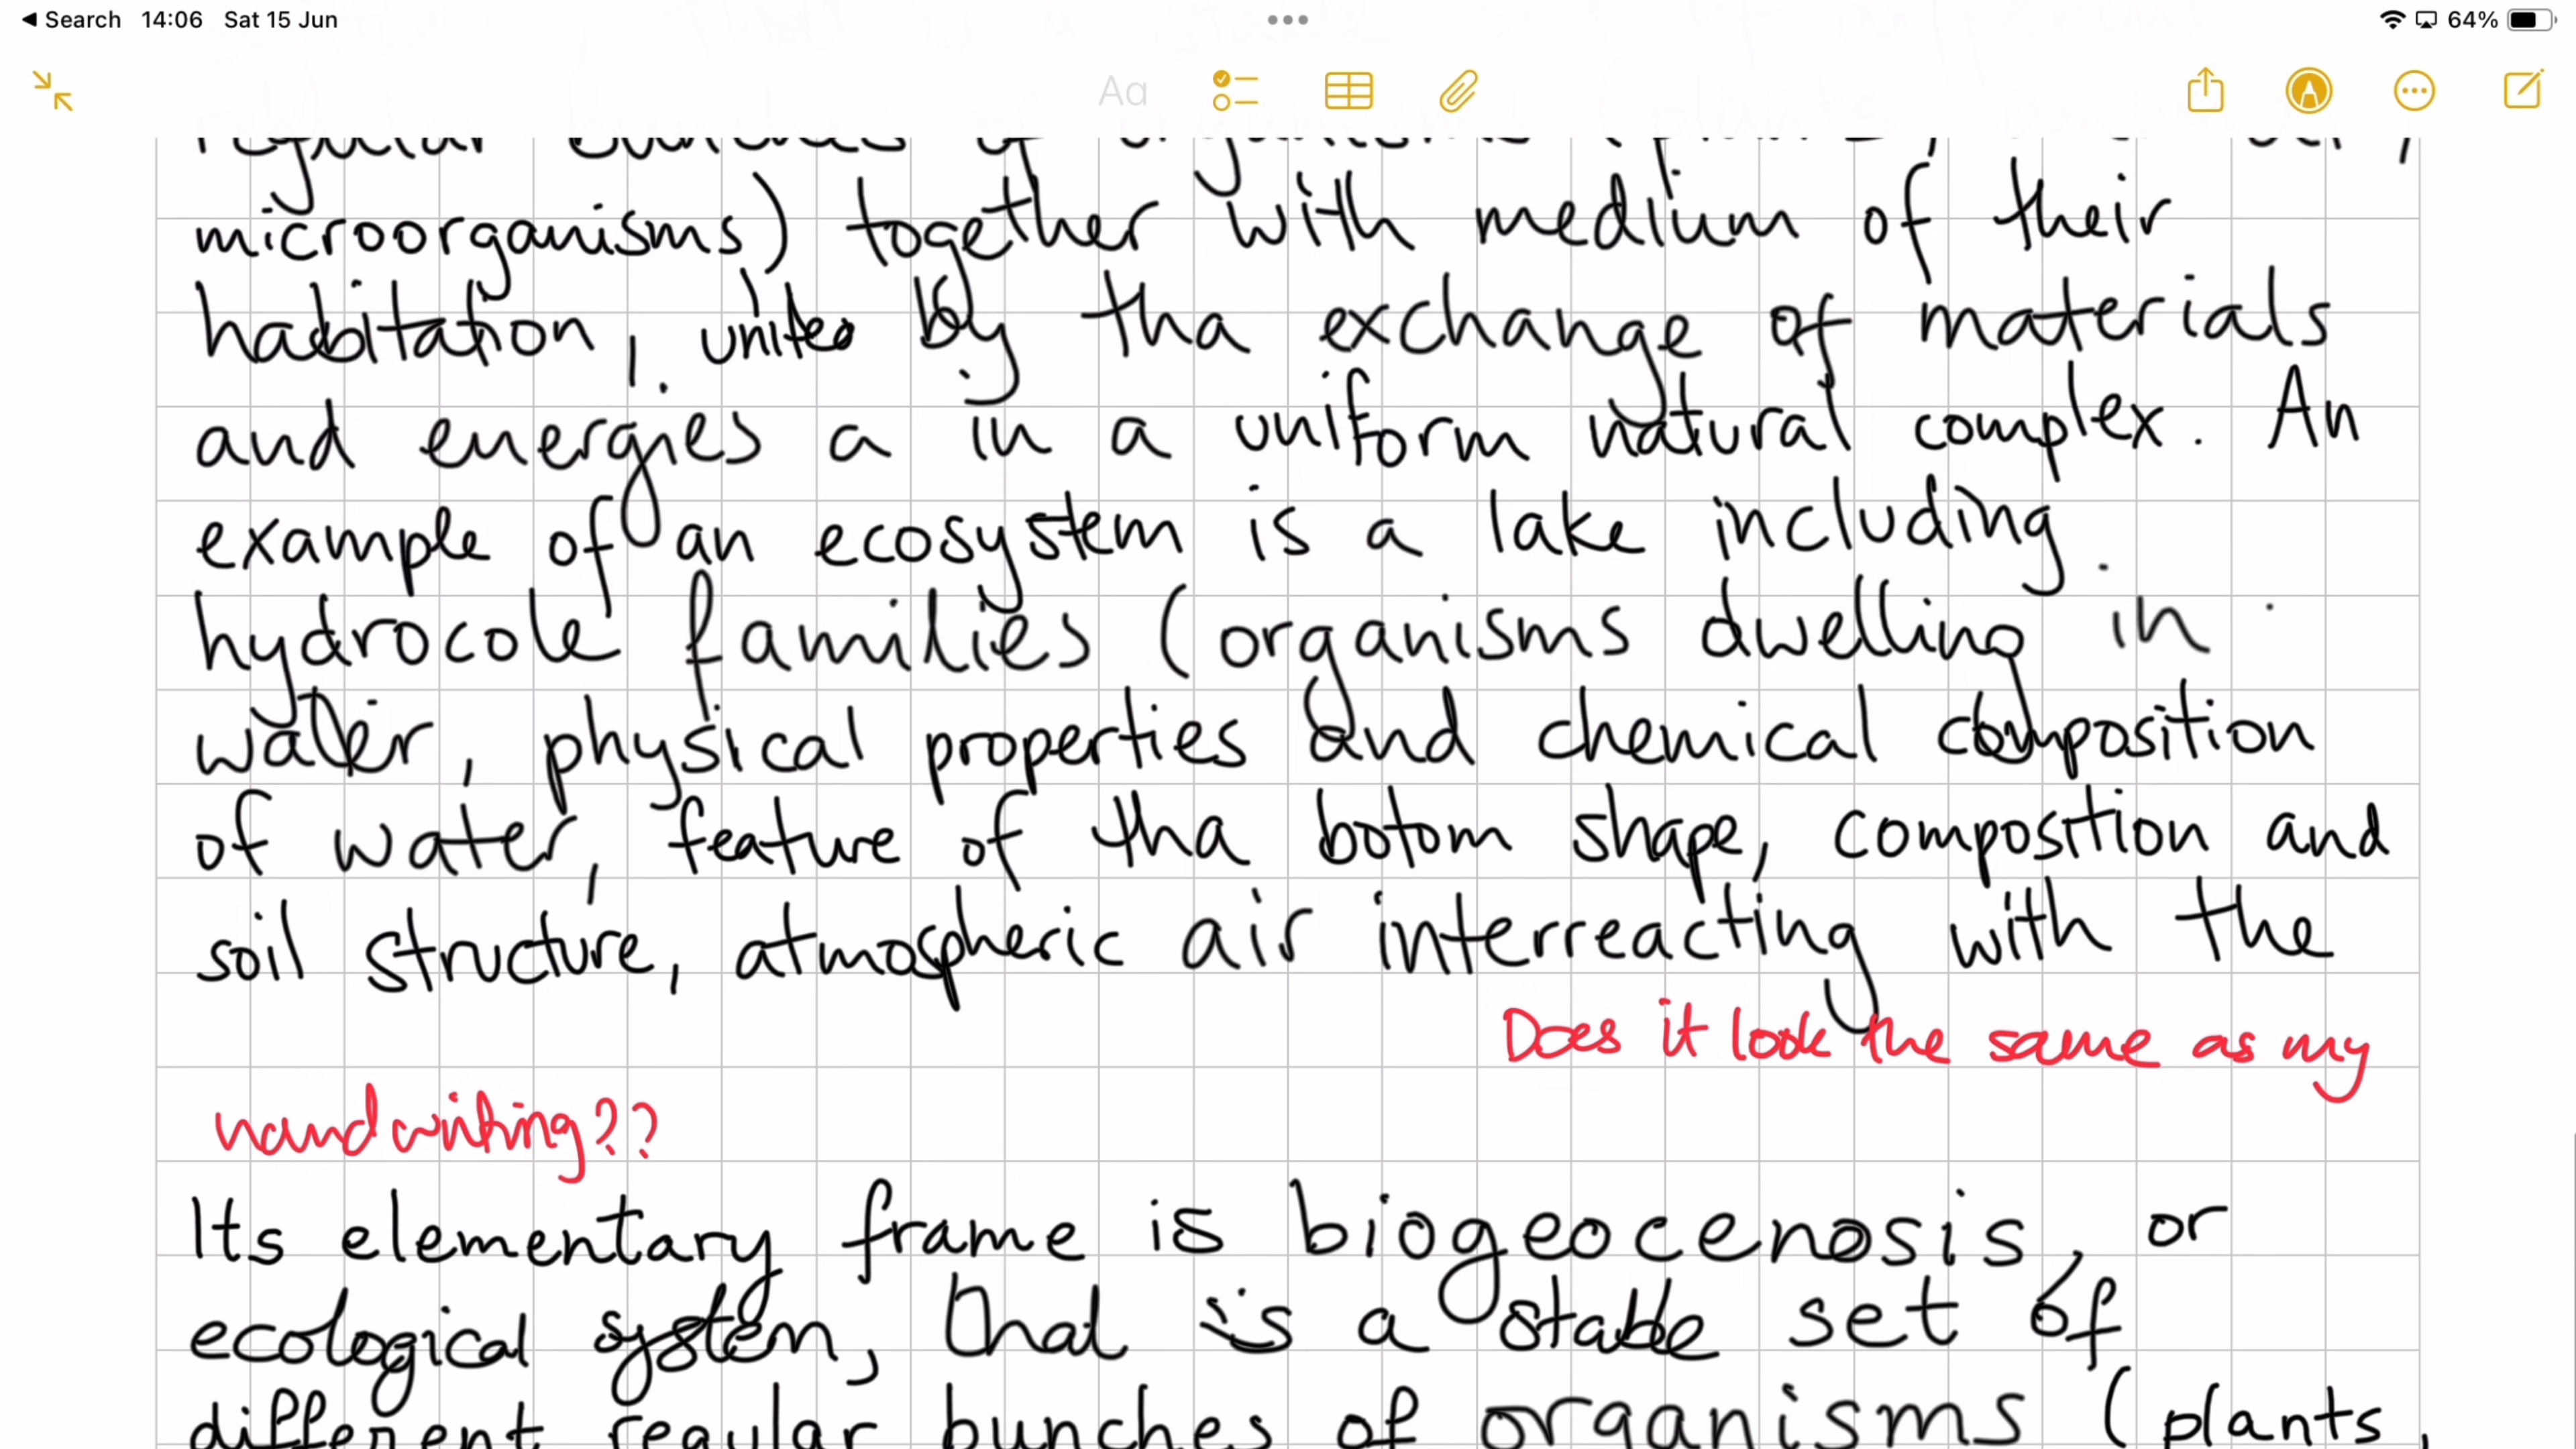 Search 14:06 Sat 15 Jun
64%
Aa
microorganisms) together with medium of their
habitation, united by tha exchange of materials
and energies a in a uniform natural complex. An
example of an ecosystem is a lake including
hydrocole families (organisms dwelling in
water, physical properties and chemical composition
of water, feature of tha botom shape, composition and
soil structure, atmospheric air interreacting with the
Does it look the same as my
handwriting??
Its elementary frame is biogeocenosis, or
ecological system, that is a stable set of
different regular bunches of organisms (plants,